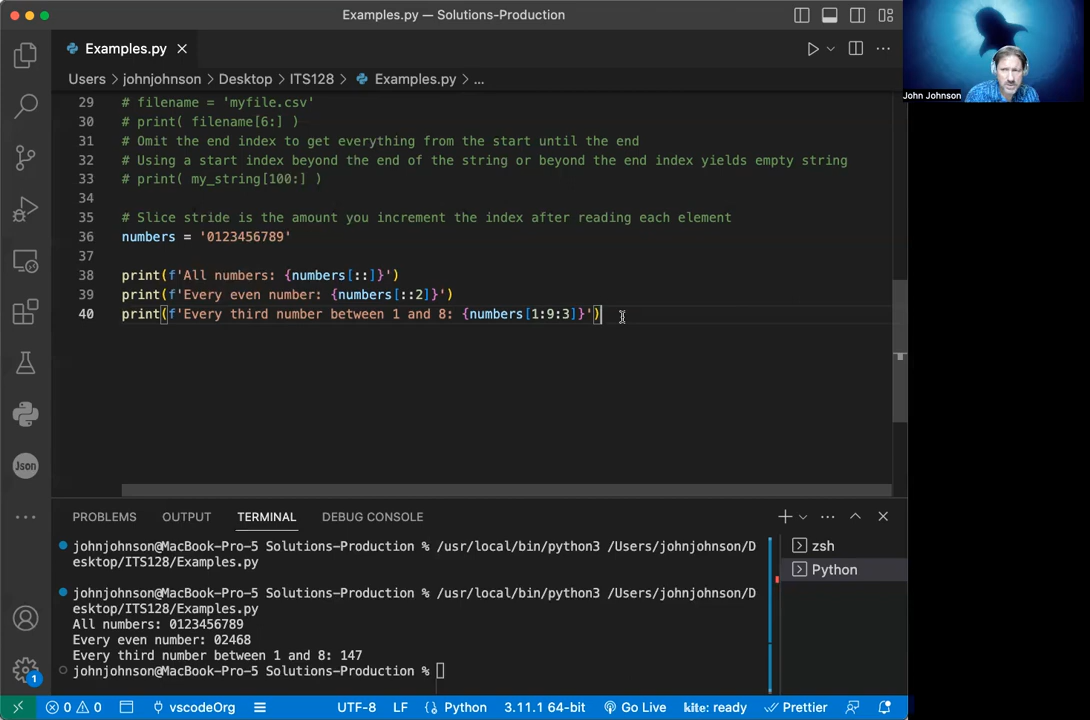 Examples.py — Solutions-Production
Examples.py
Users > johnjohnson > Desktop > ITS128 > Examples.py > ...
29 # filename = 'myfile.csv'
30 # print( filename[6:] )
31 # Omit the end index to get everything from the start until the end
32 # Using a start index beyond the end of the string or beyond the end index yields empty string
33 # print( my_string[100:] )
34
35 # Slice stride is the amount you increment the index after reading each element
36 numbers = '0123456789'
37
38 print(f'All numbers: {numbers[::]}')
39 print(f'Every even number: {numbers[::2]}')
40 print(f'Every third number between 1 and 8: {numbers[1:9:3]}')
John Johnson
Json
PROBLEMS OUTPUT TERMINAL DEBUG CONSOLE
johnjohnson@MacBook-Pro-5 Solutions-Production % /usr/local/bin/python3 /Users/johnjohnson/D
esktop/ITS128/Examples.py
johnjohnson@MacBook-Pro-5 Solutions-Production % /usr/local/bin/python3 /Users/johnjohnson/D
esktop/ITS128/Examples.py
All numbers: 0123456789
Every even number: 02468
Every third number between 1 and 8: 147
johnjohnson@MacBook-Pro-5 Solutions-Production %
zsh
Python
1
0 0 vscodeOrg UTF-8 LF Python 3.11.1 64-bit Go Live kite: ready Prettier